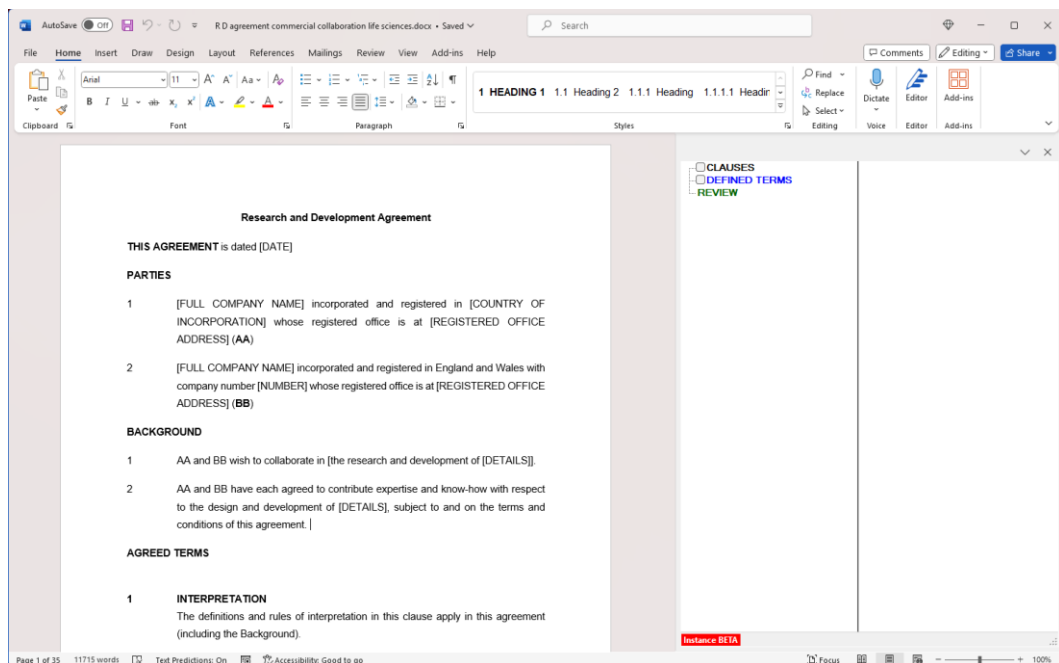 AutoSave Off R D agreement commercial collaboration life sciences.docx • Saved Search
File Home Insert Draw Design Layout References Mailings Review View Add-ins Help Comments Editing Share
Paste
Clipboard
Arial 11
Font
Paragraph
1 HEADING 1 1.1 Heading 2 1.1.1 Heading 1.1.1.1 Headir
Styles
Find
Replace
Select
Editing
Dictate
Voice
Editor
Editor
Add-ins
Add-ins
Research and Development Agreement
THIS AGREEMENT is dated [DATE]
PARTIES
1 [FULL COMPANY NAME] incorporated and registered in [COUNTRY OF
INCORPORATION] whose registered office is at [REGISTERED OFFICE
ADDRESS] (AA)
2 [FULL COMPANY NAME] incorporated and registered in England and Wales with
company number [NUMBER] whose registered office is at [REGISTERED OFFICE
ADDRESS] (BB)
BACKGROUND
1 AA and BB wish to collaborate in [the research and development of [DETAILS]].
2 AA and BB have each agreed to contribute expertise and know-how with respect
to the design and development of [DETAILS], subject to and on the terms and
conditions of this agreement.
AGREED TERMS
1 INTERPRETATION
The definitions and rules of interpretation in this clause apply in this agreement
(including the Background).
CLAUSES
DEFINED TERMS
REVIEW
Instance BETA
Page 1 of 35 11715 words Text Predictions: On Accessibility: Good to go Focus 100%